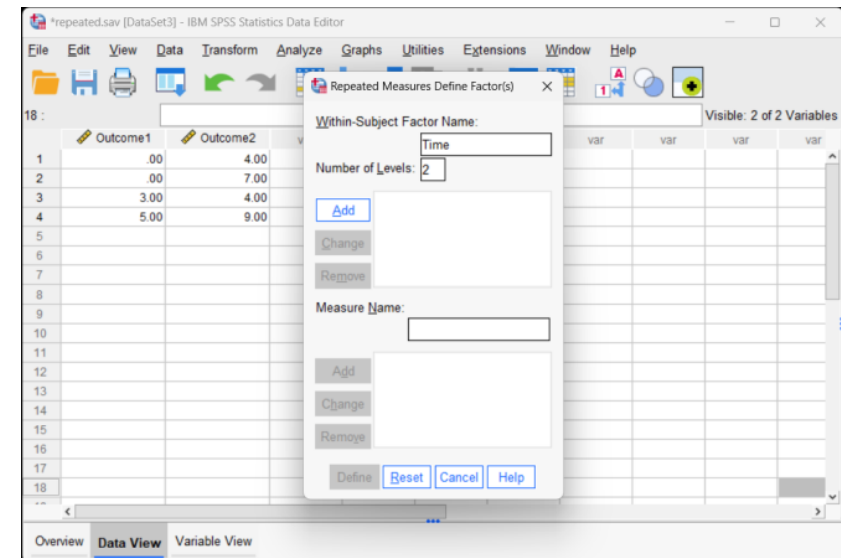 *repeated.sav [DataSet3] - IBM SPSS Statistics Data Editor
File Edit View Data Transform Analyze Graphs Utilities Extensions Window Help
18 :
Visible: 2 of 2 Variables
Outcome1 Outcome2 var var var var
1 .00 4.00
2 .00 7.00
3 3.00 4.00
4 5.00 9.00
5
6
7
8
9
10
11
12
13
14
15
16
17
18
Repeated Measures Define Factor(s)
Within-Subject Factor Name:
Time
Number of Levels: 2
Add
Change
Remove
Measure Name:
Add
Change
Remove
Define Reset Cancel Help
Overview Data View Variable View